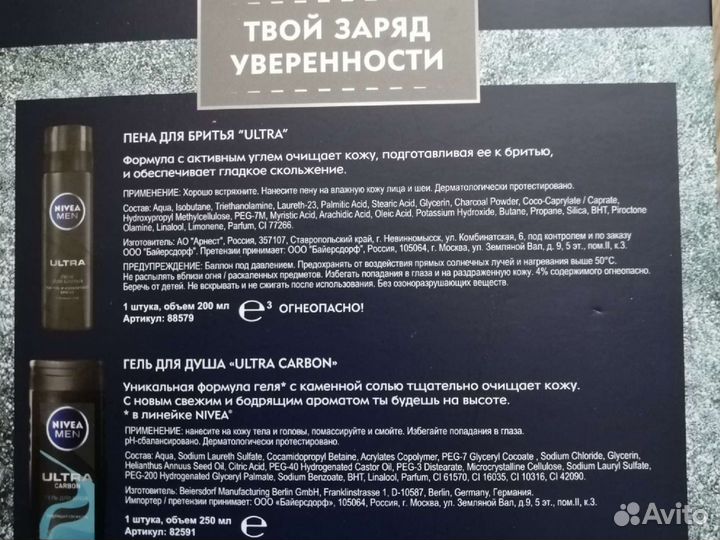 ТВОЙ ЗАРЯД
УВЕРЕННОСТИ
ПЕНА ДЛЯ БРИТЬЯ "ULTRA"
Формула с активным углем очищает кожу, подготавливая ее к бритью,
и обеспечивает гладкое скольжение.
ПРИМЕНЕНИЕ: Хорошо встряхните. Нанесите пену на влажную кожу лица и шеи. Дерматологически протестировано.
Состав: Aqua, Isobutane, Triethanolamine, Laureth-23, Palmitic Acid, Stearic Acid, Glycerin, Charcoal Powder, Coco-Caprylate / Caprate,
Hydroxypropyl Methylcellulose, PEG-7M, Myristic Acid, Arachidic Acid, Oleic Acid, Potassium Hydroxide, Butane, Propane, Silica, BHT, Piroctone
Olamine, Linalool, Limonene, Parfum, CI 77266
Изготовитель: АО "Арнест", Россия, 357107, Ставропольский край, г. Невинномысск, ул. Комбинатская, 6, под контролем и по заказу
ООО "Байерсдорф". Претензии принимает: ООО "Байерсдорф", Россия, 105064, г. Москва, ул. Земляной Вал, д. 9, 5 эт., пом.II, к.3.
ПРЕДУПРЕЖДЕНИЕ: Баллон под давлением. Предохранять от воздействия прямых солнечных лучей и нагревания выше 50°С.
Не распылять вблизи огня / раскаленных предметов. Избегать попадания в глаза и на раздраженную кожу. 4% содержимого огнеопасно.
Беречь от детей. Не вскрывать и не сжигать после использования. Без озоноразрушающих веществ.
1 штука, объем 200 мл
Артикул: 88579
℮ 3 ОГНЕОПАСНО!
NIVEA
MEN
ULTRA
ГЕЛЬ ДЛЯ ДУША «ULTRA CARBON»
Уникальная формула геля* с каменной солью тщательно очищает кожу.
С новым свежим и бодрящим ароматом ты будешь на высоте.
* в линейке NIVEA®
ПРИМЕНЕНИЕ: нанесите на кожу тела и головы, помассируйте и смойте. Избегайте попадания в глаза.
pH-сбалансировано. Дерматологически протестировано.
Состав: Aqua, Sodium Laureth Sulfate, Cocamidopropyl Betaine, Acrylates Copolymer, PEG-7 Glyceryl Cocoate , Sodium Chloride, Glycerin,
Helianthus Annuus Seed Oil, Citric Acid, PEG-40 Hydrogenated Castor Oil, PEG-3 Distearate, Microcrystalline Cellulose, Sodium Lauryl Sulfate,
PEG-200 Hydrogenated Glyceryl Palmate, Sodium Benzoate, BHT, Linalool, Parfum, CI 61570, CI 16035, CI 10316, CI 42090.
Изготовитель: Beiersdorf Manufacturing Berlin GmbH, Franklinstrasse 1, D-10587, Berlin, Germany, Германия.
Импортер / претензии принимает: ООО «Байерсдорф», Россия, 105064, Россия, г. Москва, ул. Земляной Вал, д. 9, 5 эт., пом.II, к.3.
1 штука, объем 250 мл
Артикул: 82591
℮
NIVEA
MEN
ULTRA
CARBON
ГЕЛЬ ДЛЯ ДУША
Avito